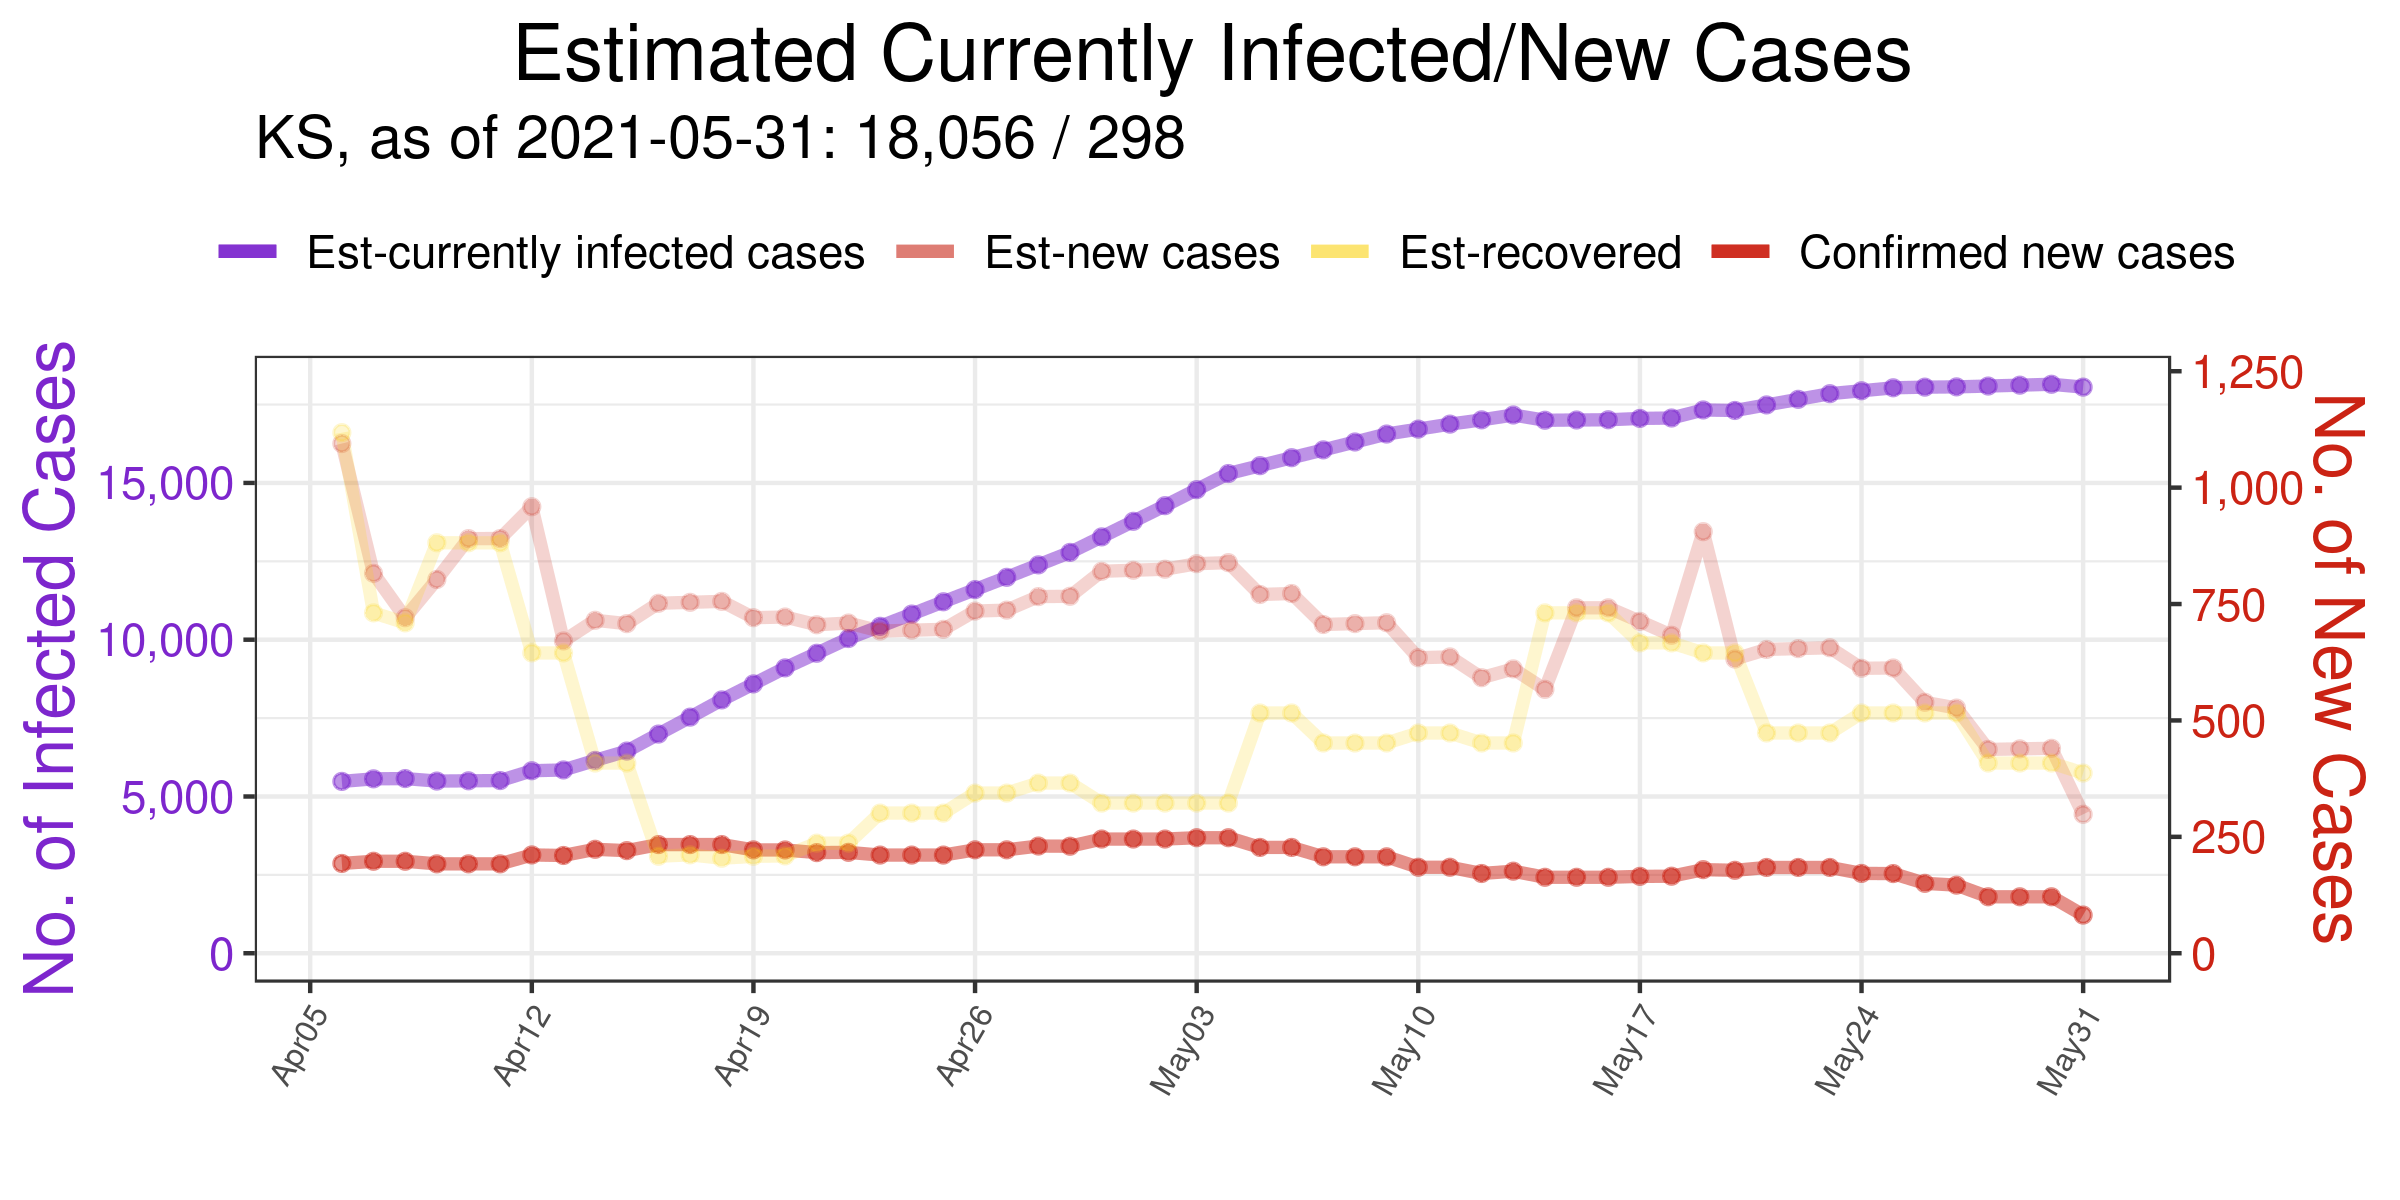 Estimated Currently Infected/New Cases
KS, as of 2021-05-31: 18,056 / 298
Est-currently infected cases Est-new cases Est-recovered Confirmed new cases
No. of Infected Cases
15,000
10,000
5,000
0
1,250
1,000
750
500
250
0
No. of New Cases
Apr05 Apr12 Apr19 Apr26 May03 May10 May17 May24 May31